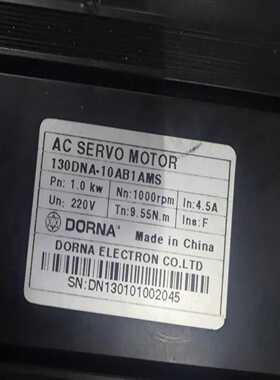 AC SERVO MOTOR
130DNA-10AB1AMS
Pn: 1.0 kw Nn: 1000rpm In: 4.5A
Un: 220V Tn: 9.55N.m Ins: F
DORNA Made in China
DORNA ELECTRON CO.LTD
SN:DN130101002045